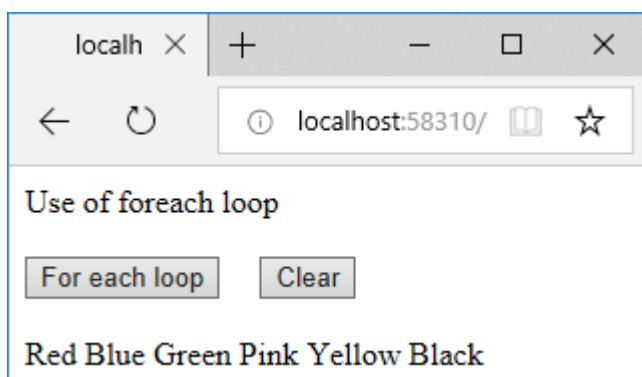 localh
localhost:58310/
Use of foreach loop
For each loop Clear
Red Blue Green Pink Yellow Black